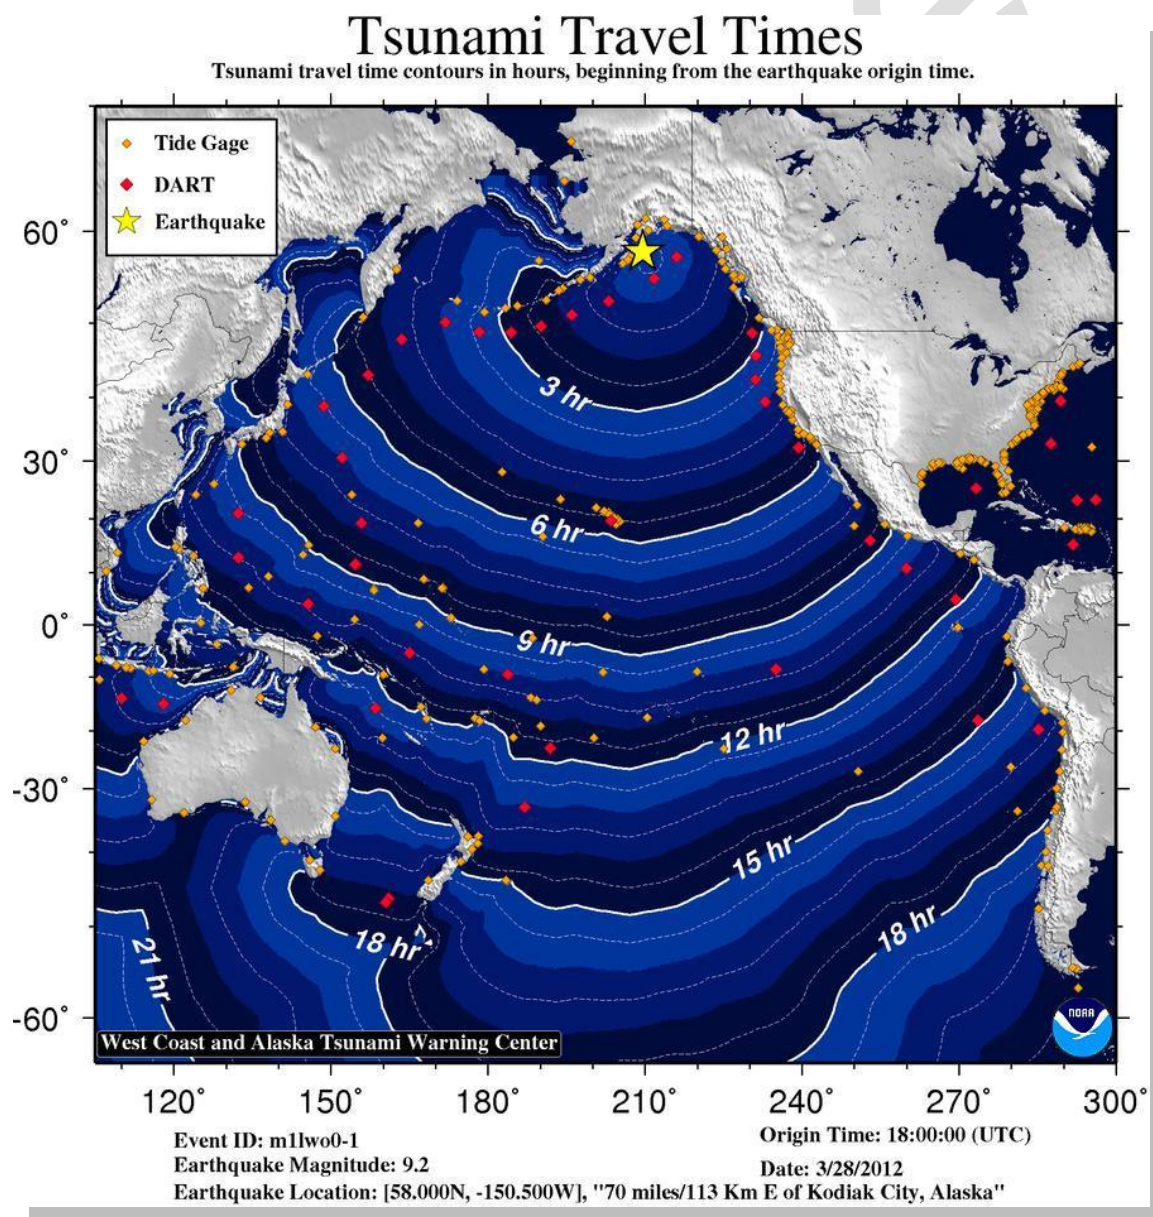 Tsunami Travel Times
Tsunami travel time contours in hours, beginning from the earthquake origin time.
Tide Gage
DART
Earthquake
60°
30°
0°
-30°
-60°
3 hr
6 hr
9 hr
12 hr
15 hr
18 hr
18 hr
21 hr
NOAA
West Coast and Alaska Tsunami Warning Center
120° 150° 180° 210° 240° 270° 300°
Event ID: m1lwo0-1
Origin Time: 18:00:00 (UTC)
Earthquake Magnitude: 9.2
Date: 3/28/2012
Earthquake Location: [58.000N, -150.500W], "70 miles/113 Km E of Kodiak City, Alaska"